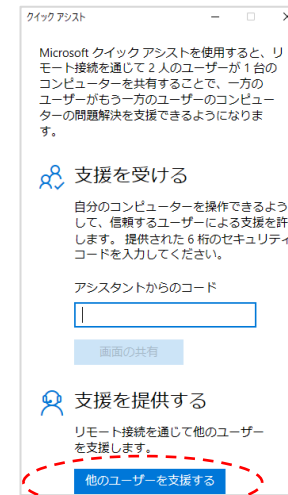 クイック アシスト
Microsoft クイック アシストを使用すると、リ
モート接続を通じて 2 人のユーザーが 1 台の
コンピューターを共有することで、一方の
ユーザーがもう一方のユーザーのコンピュー
ターの問題解決を支援できるようになりま
す。
支援を受ける
自分のコンピューターを操作できるよう
して、信頼するユーザーによる支援を許
します。 提供された 6 桁のセキュリティ
コードを入力してください。
アシスタントからのコード
画面の共有
支援を提供する
リモート接続を通じて他のユーザー
を支援します。
他のユーザーを支援する